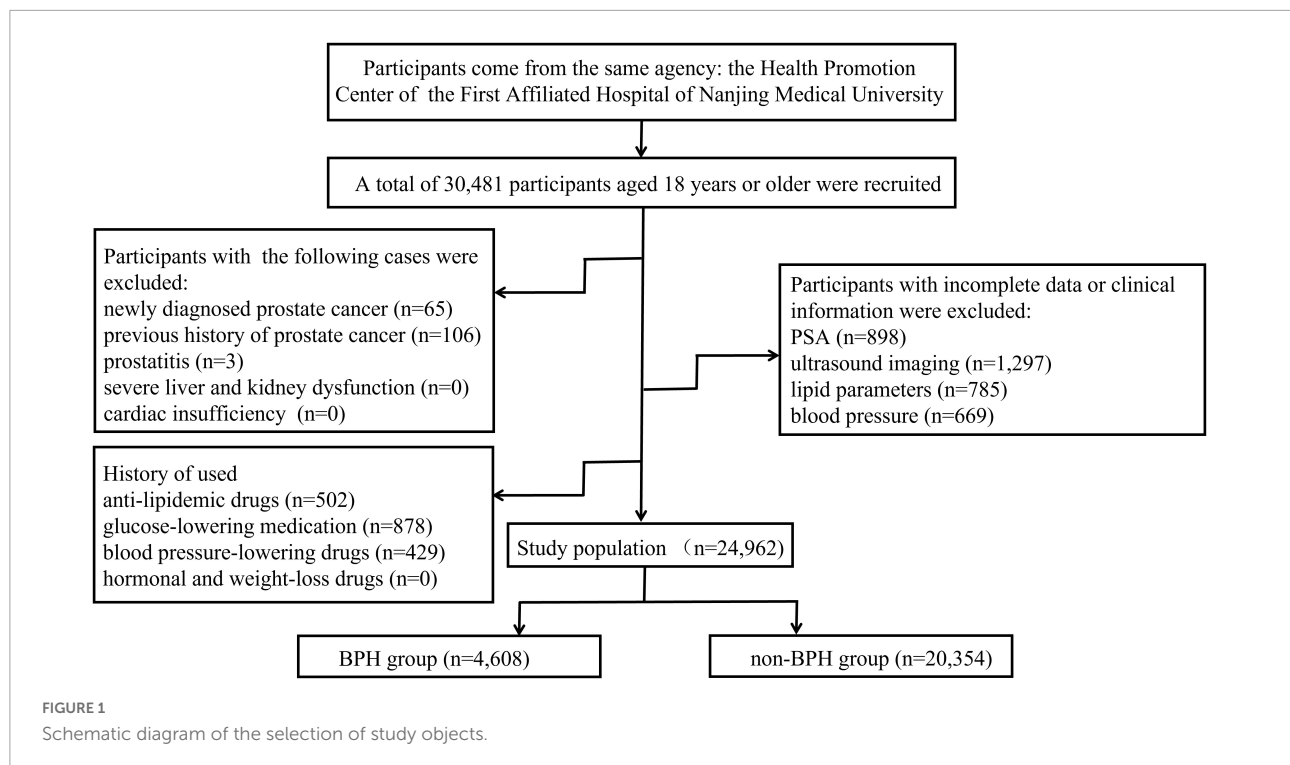 Participants come from the same agency: the Health Promotion
Center of the First Affiliated Hospital of Nanjing Medical University
A total of 30,481 participants aged 18 years or older were recruited
Participants with the following cases were
excluded:
newly diagnosed prostate cancer (n=65)
previous history of prostate cancer (n=106)
prostatitis (n=3)
severe liver and kidney dysfunction (n=0)
cardiac insufficiency (n=0)
Participants with incomplete data or clinical
information were excluded:
PSA (n=898)
ultrasound imaging (n=1,297)
lipid parameters (n=785)
blood pressure (n=669)
History of used
anti-lipidemic drugs (n=502)
glucose-lowering medication (n=878)
blood pressure-lowering drugs (n=429)
hormonal and weight-loss drugs (n=0)
Study population （n=24,962)
BPH group (n=4,608)
non-BPH group (n=20,354)
FIGURE 1
Schematic diagram of the selection of study objects.